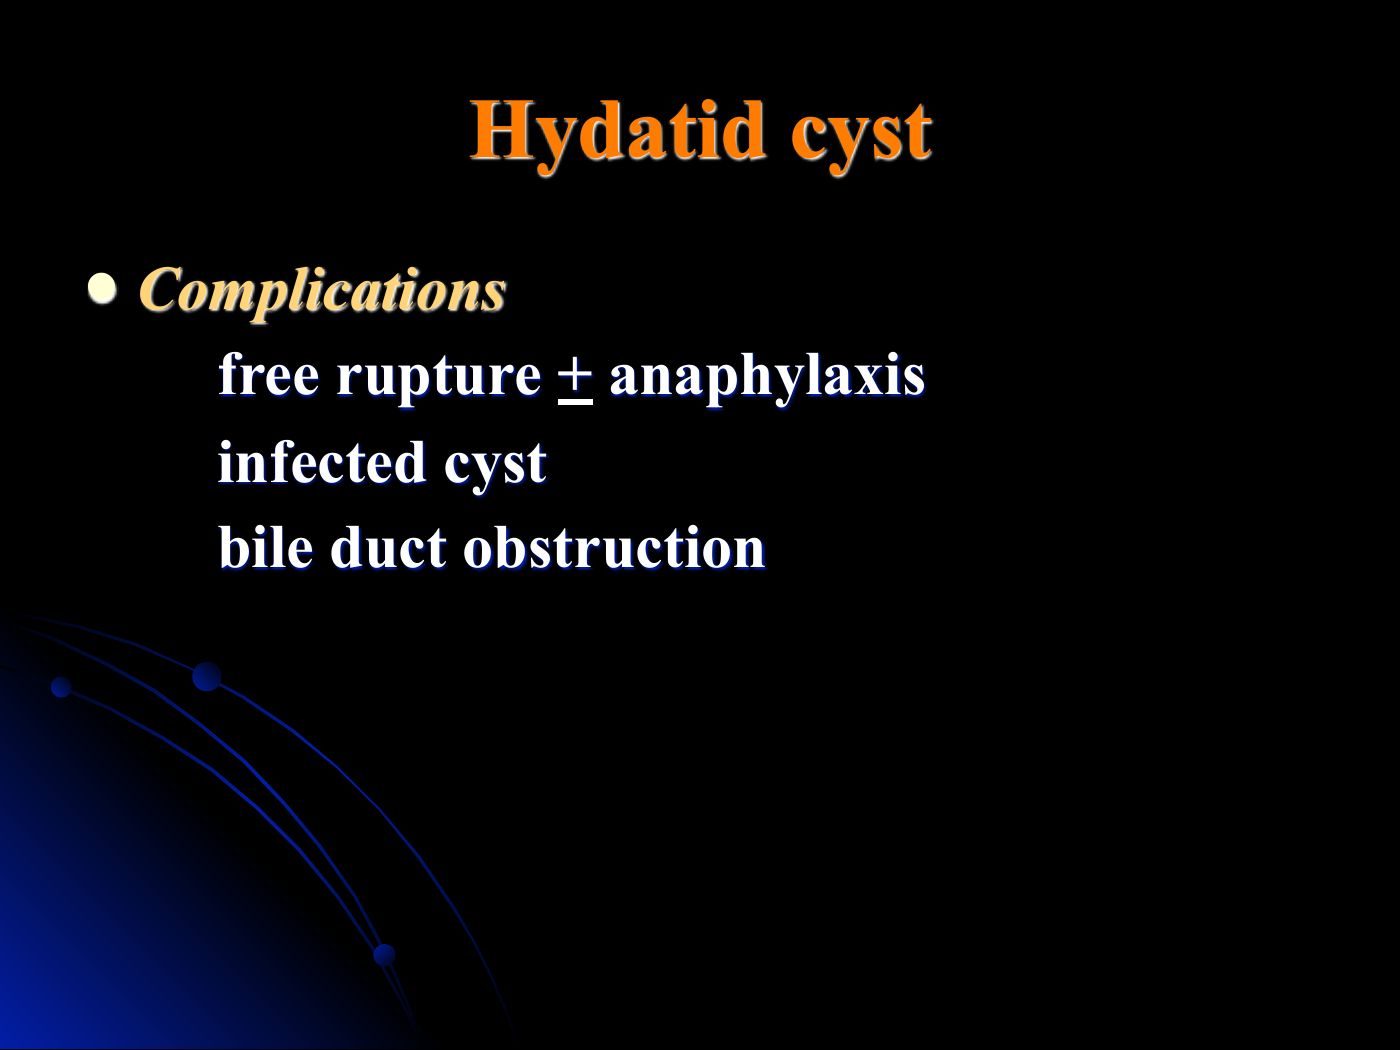 Hydatid cyst
Complications
free rupture + anaphylaxis
infected cyst
bile duct obstruction